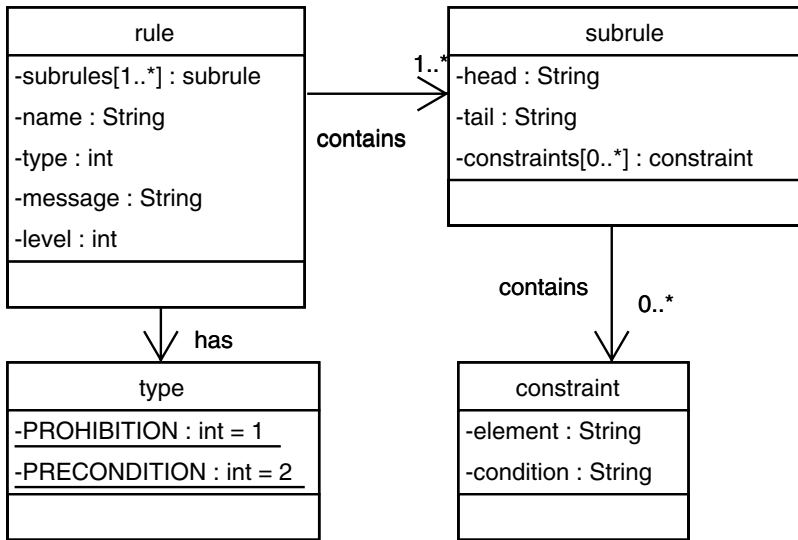 rule
-subrules[1..*] : subrule
-name : String
-type : int
-message : String
-level : int
1..*
contains
subrule
-head : String
-tail : String
-constraints[0..*] : constraint
contains
0..*
has
type
-PROHIBITION : int = 1
-PRECONDITION : int = 2
constraint
-element : String
-condition : String